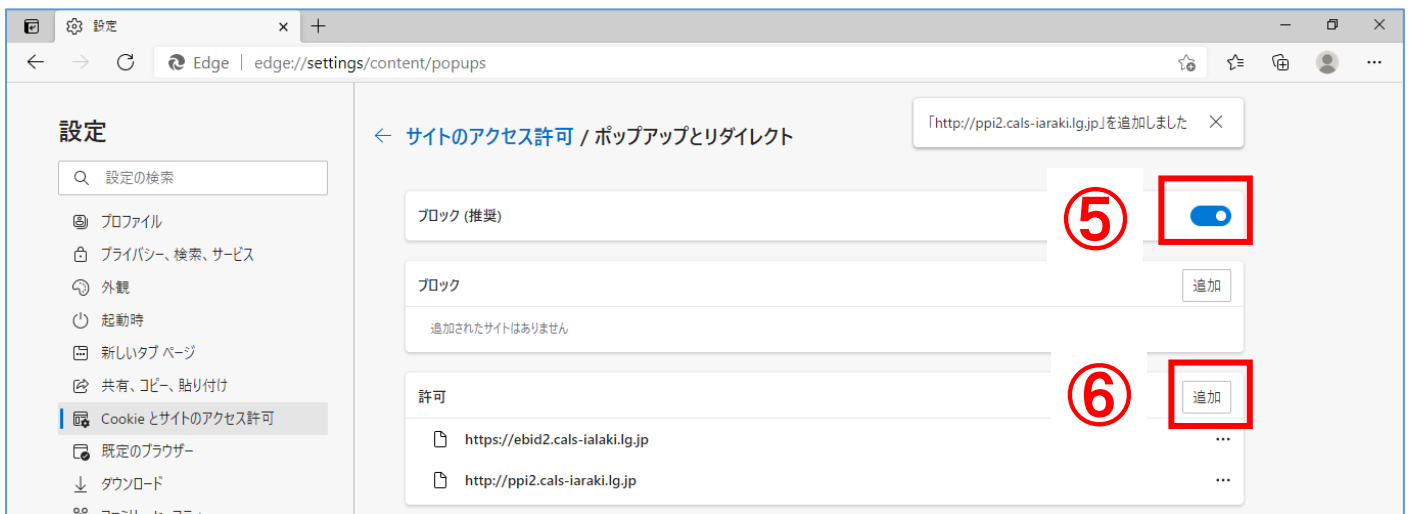 設定
Edge | edge://settings/content/popups
設定
← サイトのアクセス許可 / ポップアップとリダイレクト
「http://ppi2.cals-iaraki.lg.jp」を追加しました
設定の検索
プロファイル
プライバシー、検索、サービス
外観
起動時
新しいタブ ページ
共有、コピー、貼り付け
Cookie とサイトのアクセス許可
既定のブラウザー
ダウンロード
ブロック (推奨)
⑤
ブロック
追加
追加されたサイトはありません
許可
⑥
追加
https://ebid2.cals-ialaki.lg.jp
http://ppi2.cals-iaraki.lg.jp